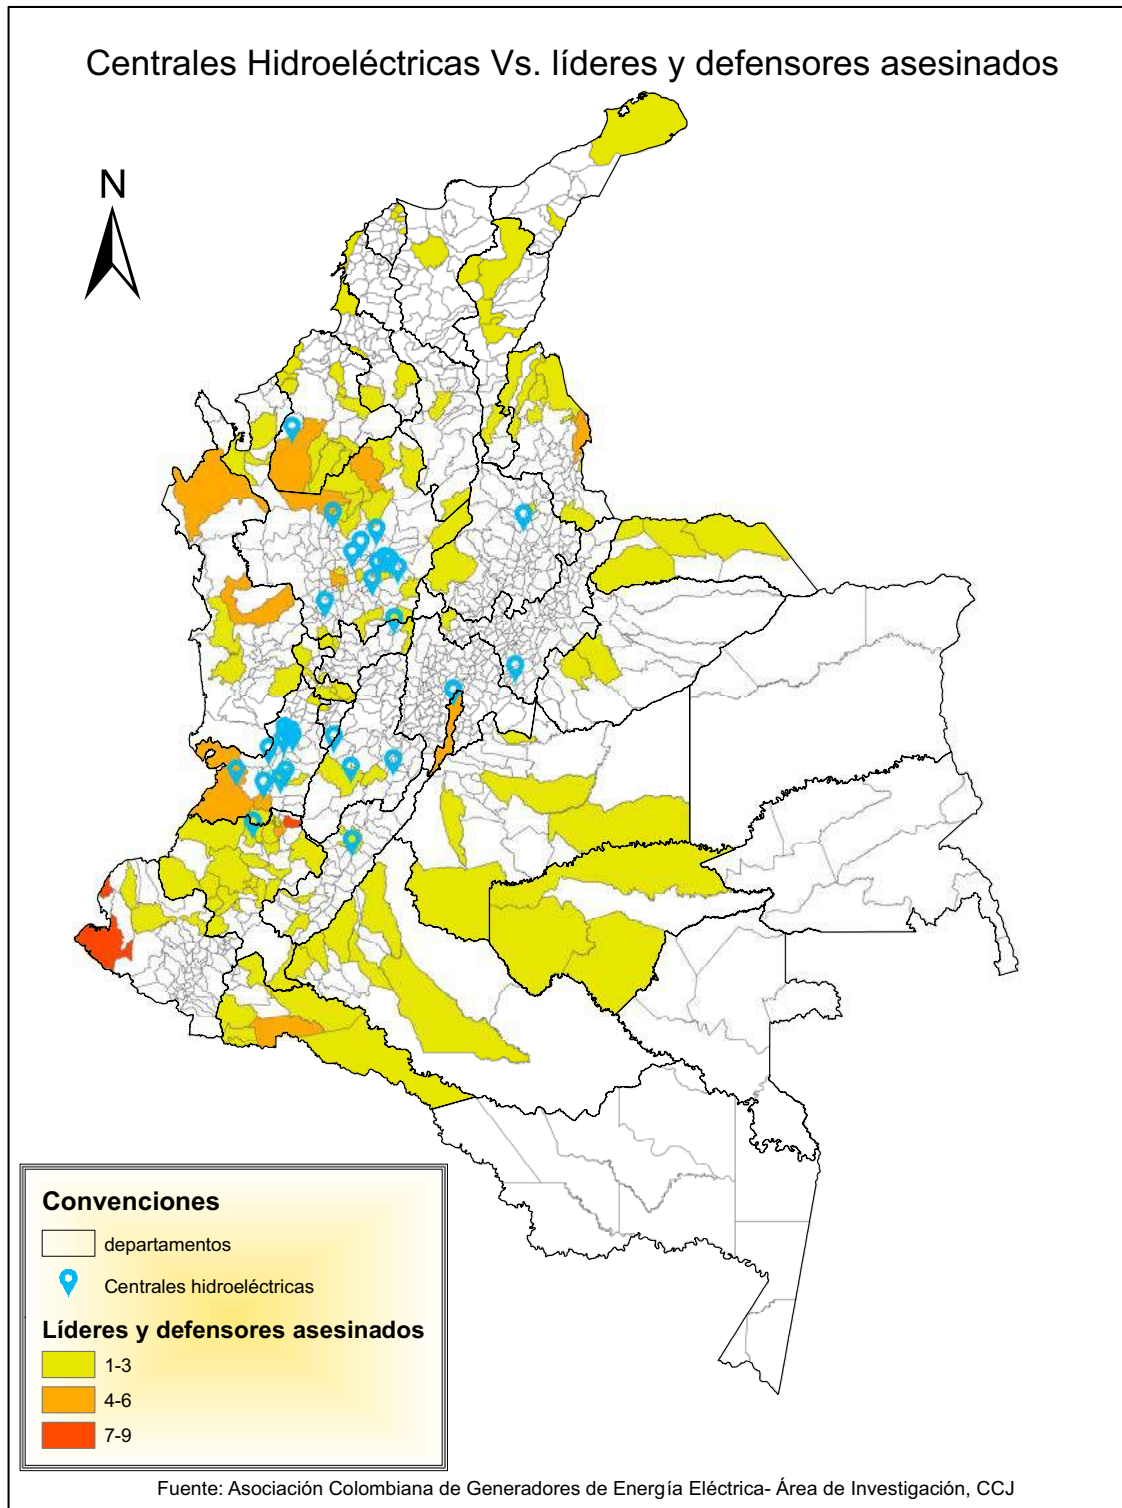 Centrales Hidroeléctricas Vs. líderes y defensores asesinados
N
Convenciones
departamentos
Centrales hidroeléctricas
Líderes y defensores asesinados
1-3
4-6
7-9
Fuente: Asociación Colombiana de Generadores de Energía Eléctrica- Área de Investigación, CCJ